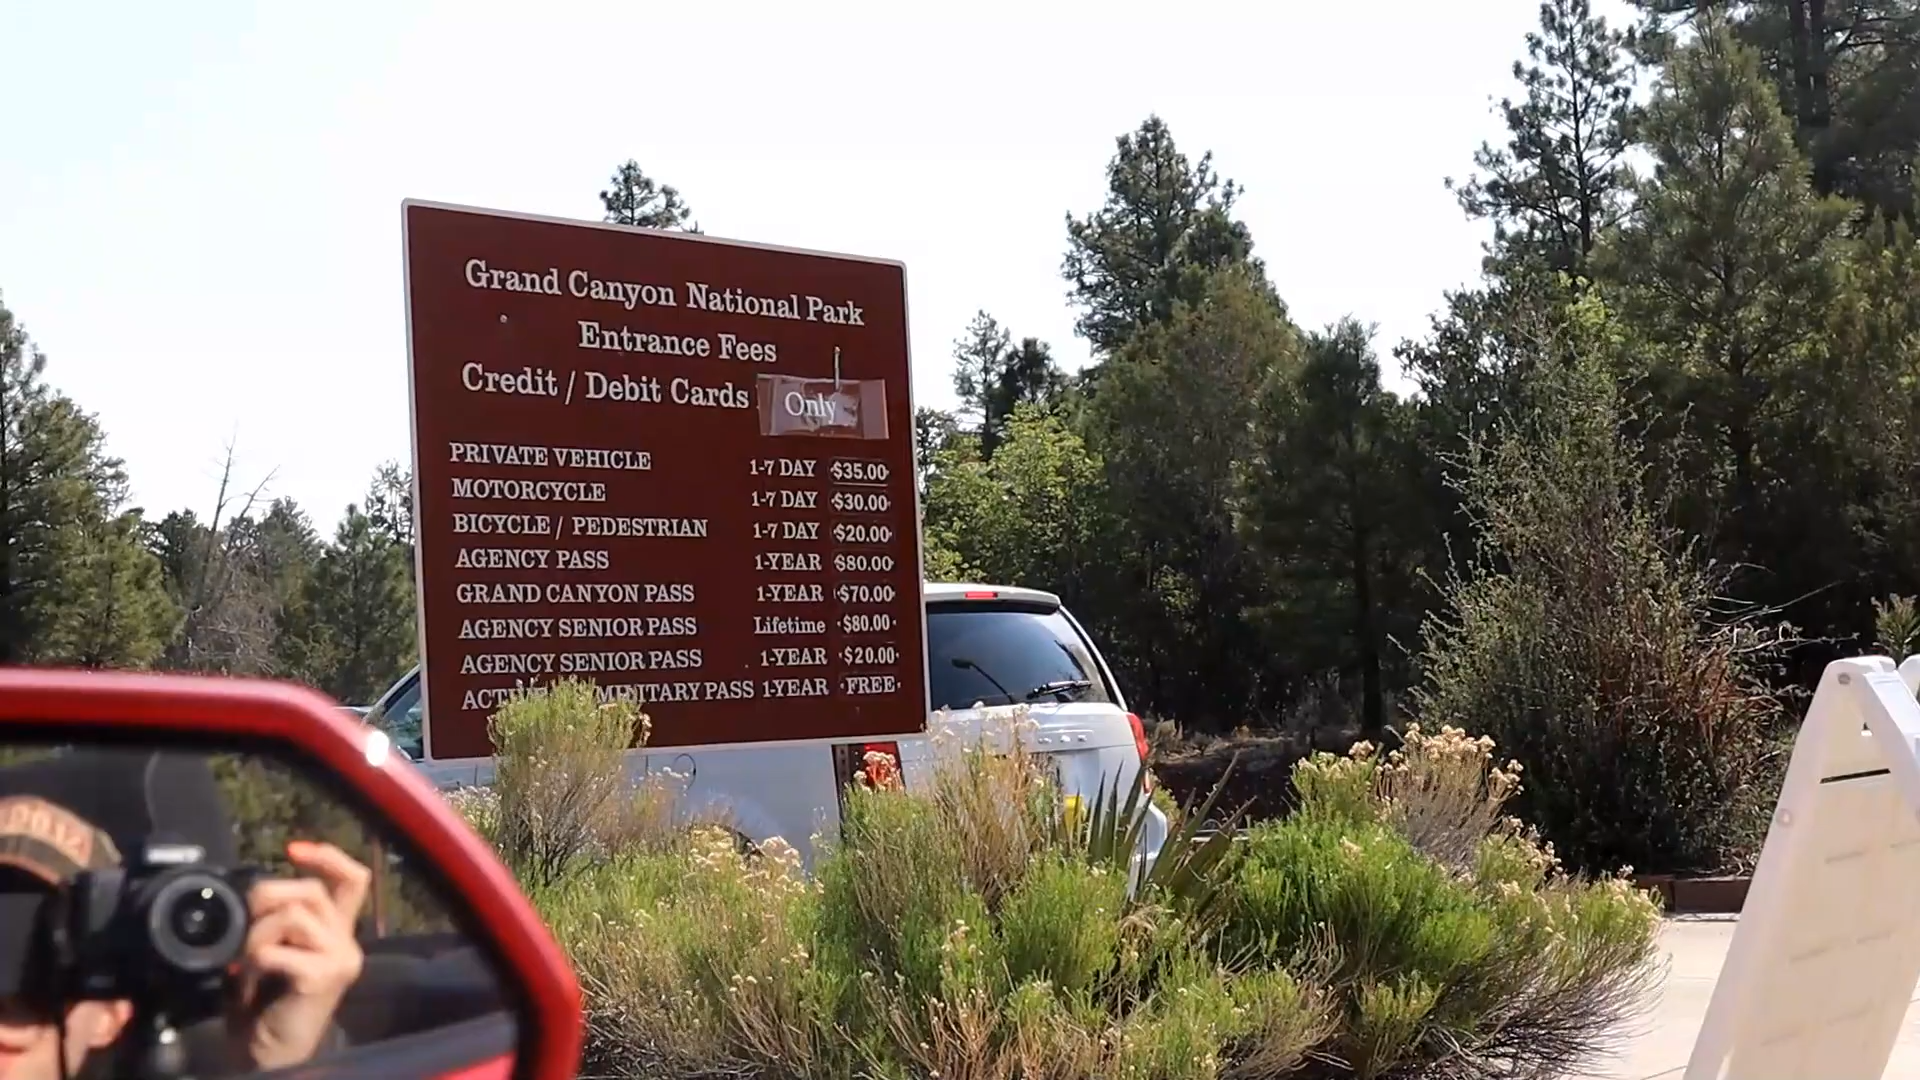 Grand Canyon National Park
Entrance Fees
Credit / Debit Cards Only
PRIVATE VEHICLE 1-7 DAY $35.00
MOTORCYCLE 1-7 DAY $30.00
BICYCLE / PEDESTRIAN 1-7 DAY $20.00
AGENCY PASS 1-YEAR $80.00
GRAND CANYON PASS 1-YEAR $70.00
AGENCY SENIOR PASS Lifetime $80.00
AGENCY SENIOR PASS 1-YEAR $20.00
PASS 1-YEAR FREE